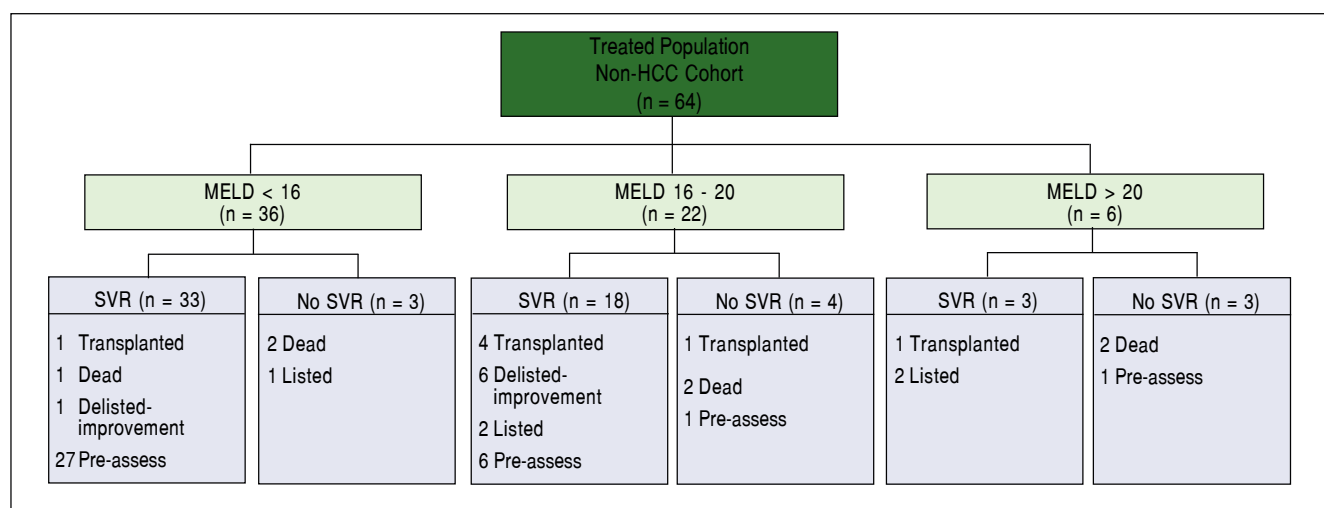 Treated Population
Non-HCC Cohort
(n = 64)
MELD < 16
(n = 36)
MELD 16 - 20
(n = 22)
MELD > 20
(n = 6)
SVR (n = 33)
1 Transplanted
1 Dead
1 Delisted-
improvement
27 Pre-assess
No SVR (n = 3)
2 Dead
1 Listed
SVR (n = 18)
4 Transplanted
6 Delisted-
improvement
2 Listed
6 Pre-assess
No SVR (n = 4)
1 Transplanted
2 Dead
1 Pre-assess
SVR (n = 3)
1 Transplanted
2 Listed
No SVR (n = 3)
2 Dead
1 Pre-assess